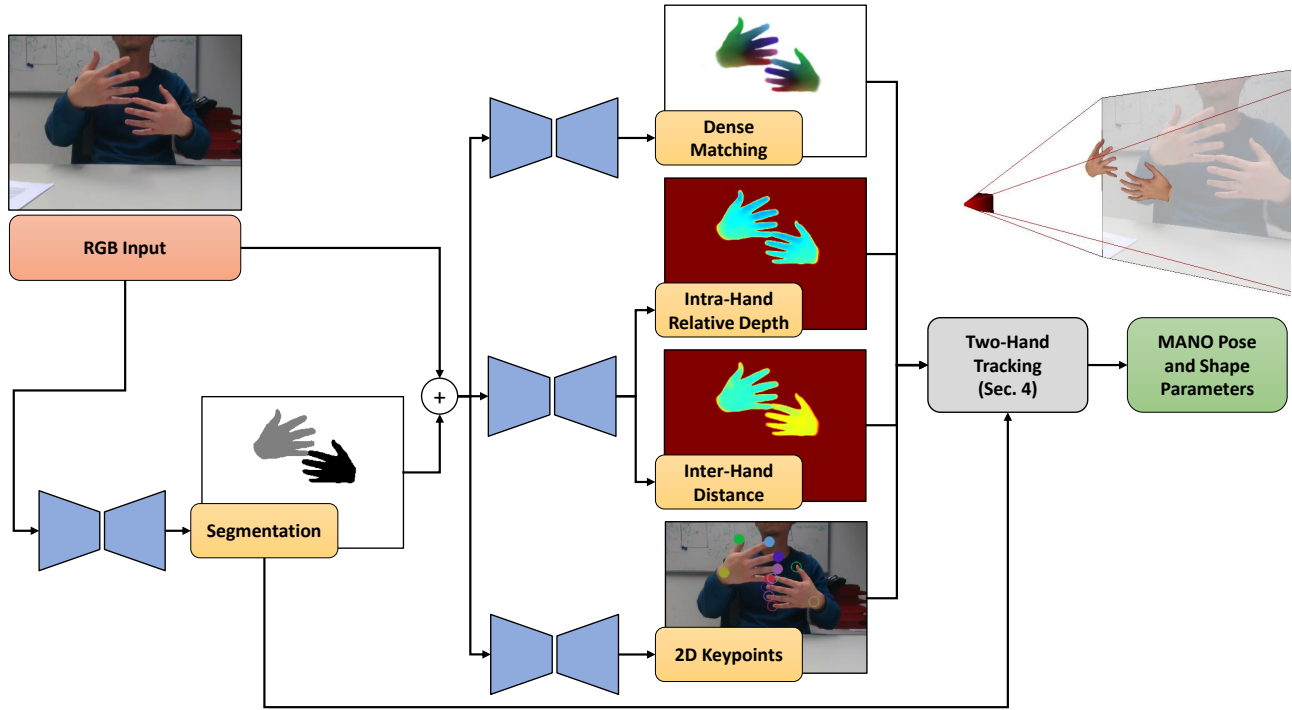 RGB Input
Segmentation
+
Dense
Matching
Intra-Hand
Relative Depth
Inter-Hand
Distance
2D Keypoints
Two-Hand
Tracking
(Sec. 4)
MANO Pose
and Shape
Parameters